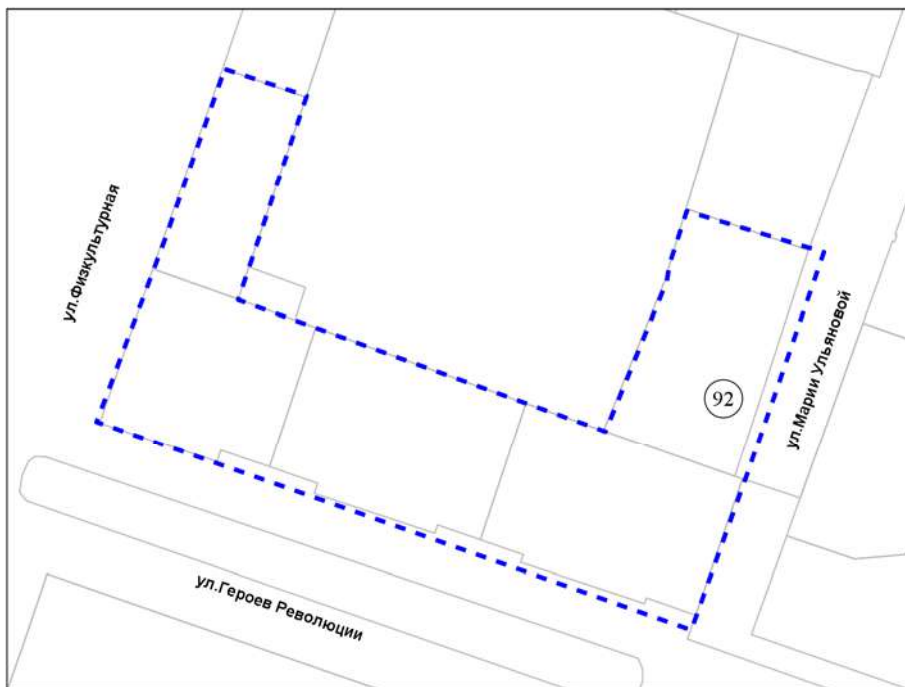 ул.Физкультурная
92
ул.Марии Ульяновой
ул.Героев Революции